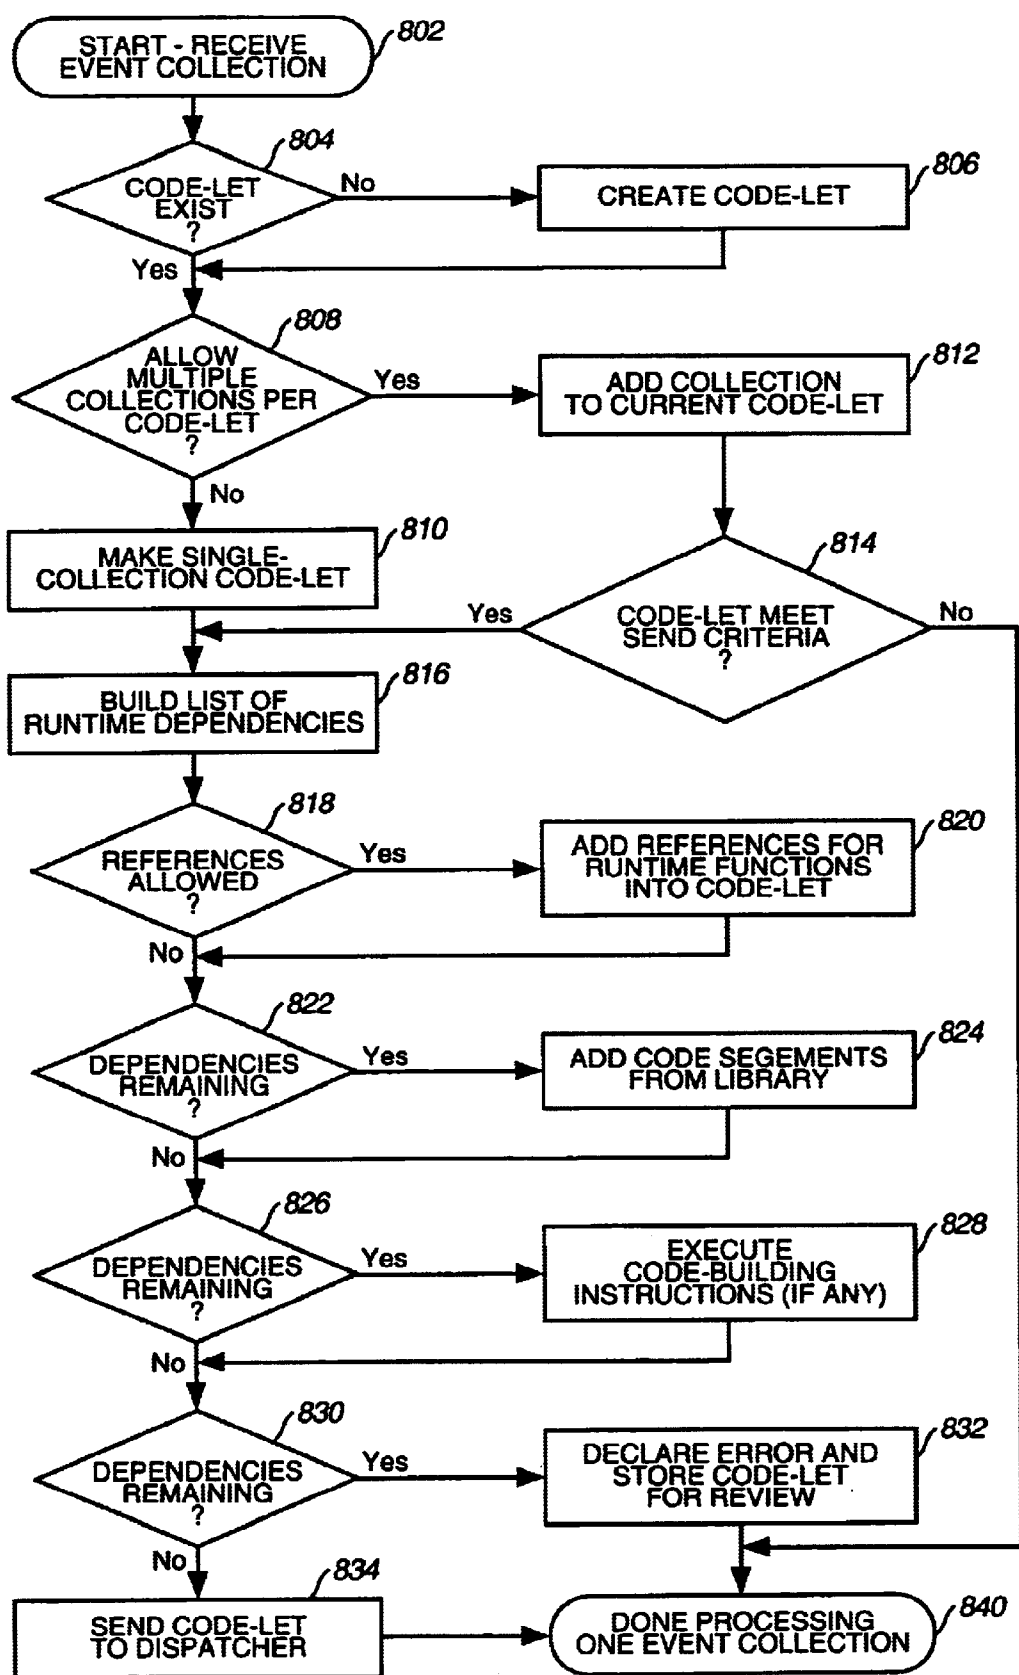 START - RECEIVE
EVENT COLLECTION
802
804
CODE-LET
EXIST
?
No
CREATE CODE-LET
806
Yes
808
ALLOW
MULTIPLE
COLLECTIONS PER
CODE-LET
?
Yes
ADD COLLECTION
TO CURRENT CODE-LET
812
No
MAKE SINGLE-
COLLECTION CODE-LET
810
814
CODE-LET MEET
SEND CRITERIA
?
Yes
No
BUILD LIST OF
RUNTIME DEPENDENCIES
816
818
REFERENCES
ALLOWED
?
Yes
ADD REFERENCES FOR
RUNTIME FUNCTIONS
INTO CODE-LET
820
No
822
DEPENDENCIES
REMAINING
?
Yes
ADD CODE SEGEMENTS
FROM LIBRARY
824
No
826
DEPENDENCIES
REMAINING
?
Yes
EXECUTE
CODE-BUILDING
INSTRUCTIONS (IF ANY)
828
No
830
DEPENDENCIES
REMAINING
?
Yes
DECLARE ERROR AND
STORE CODE-LET
FOR REVIEW
832
No
SEND CODE-LET
TO DISPATCHER
834
DONE PROCESSING
ONE EVENT COLLECTION
840